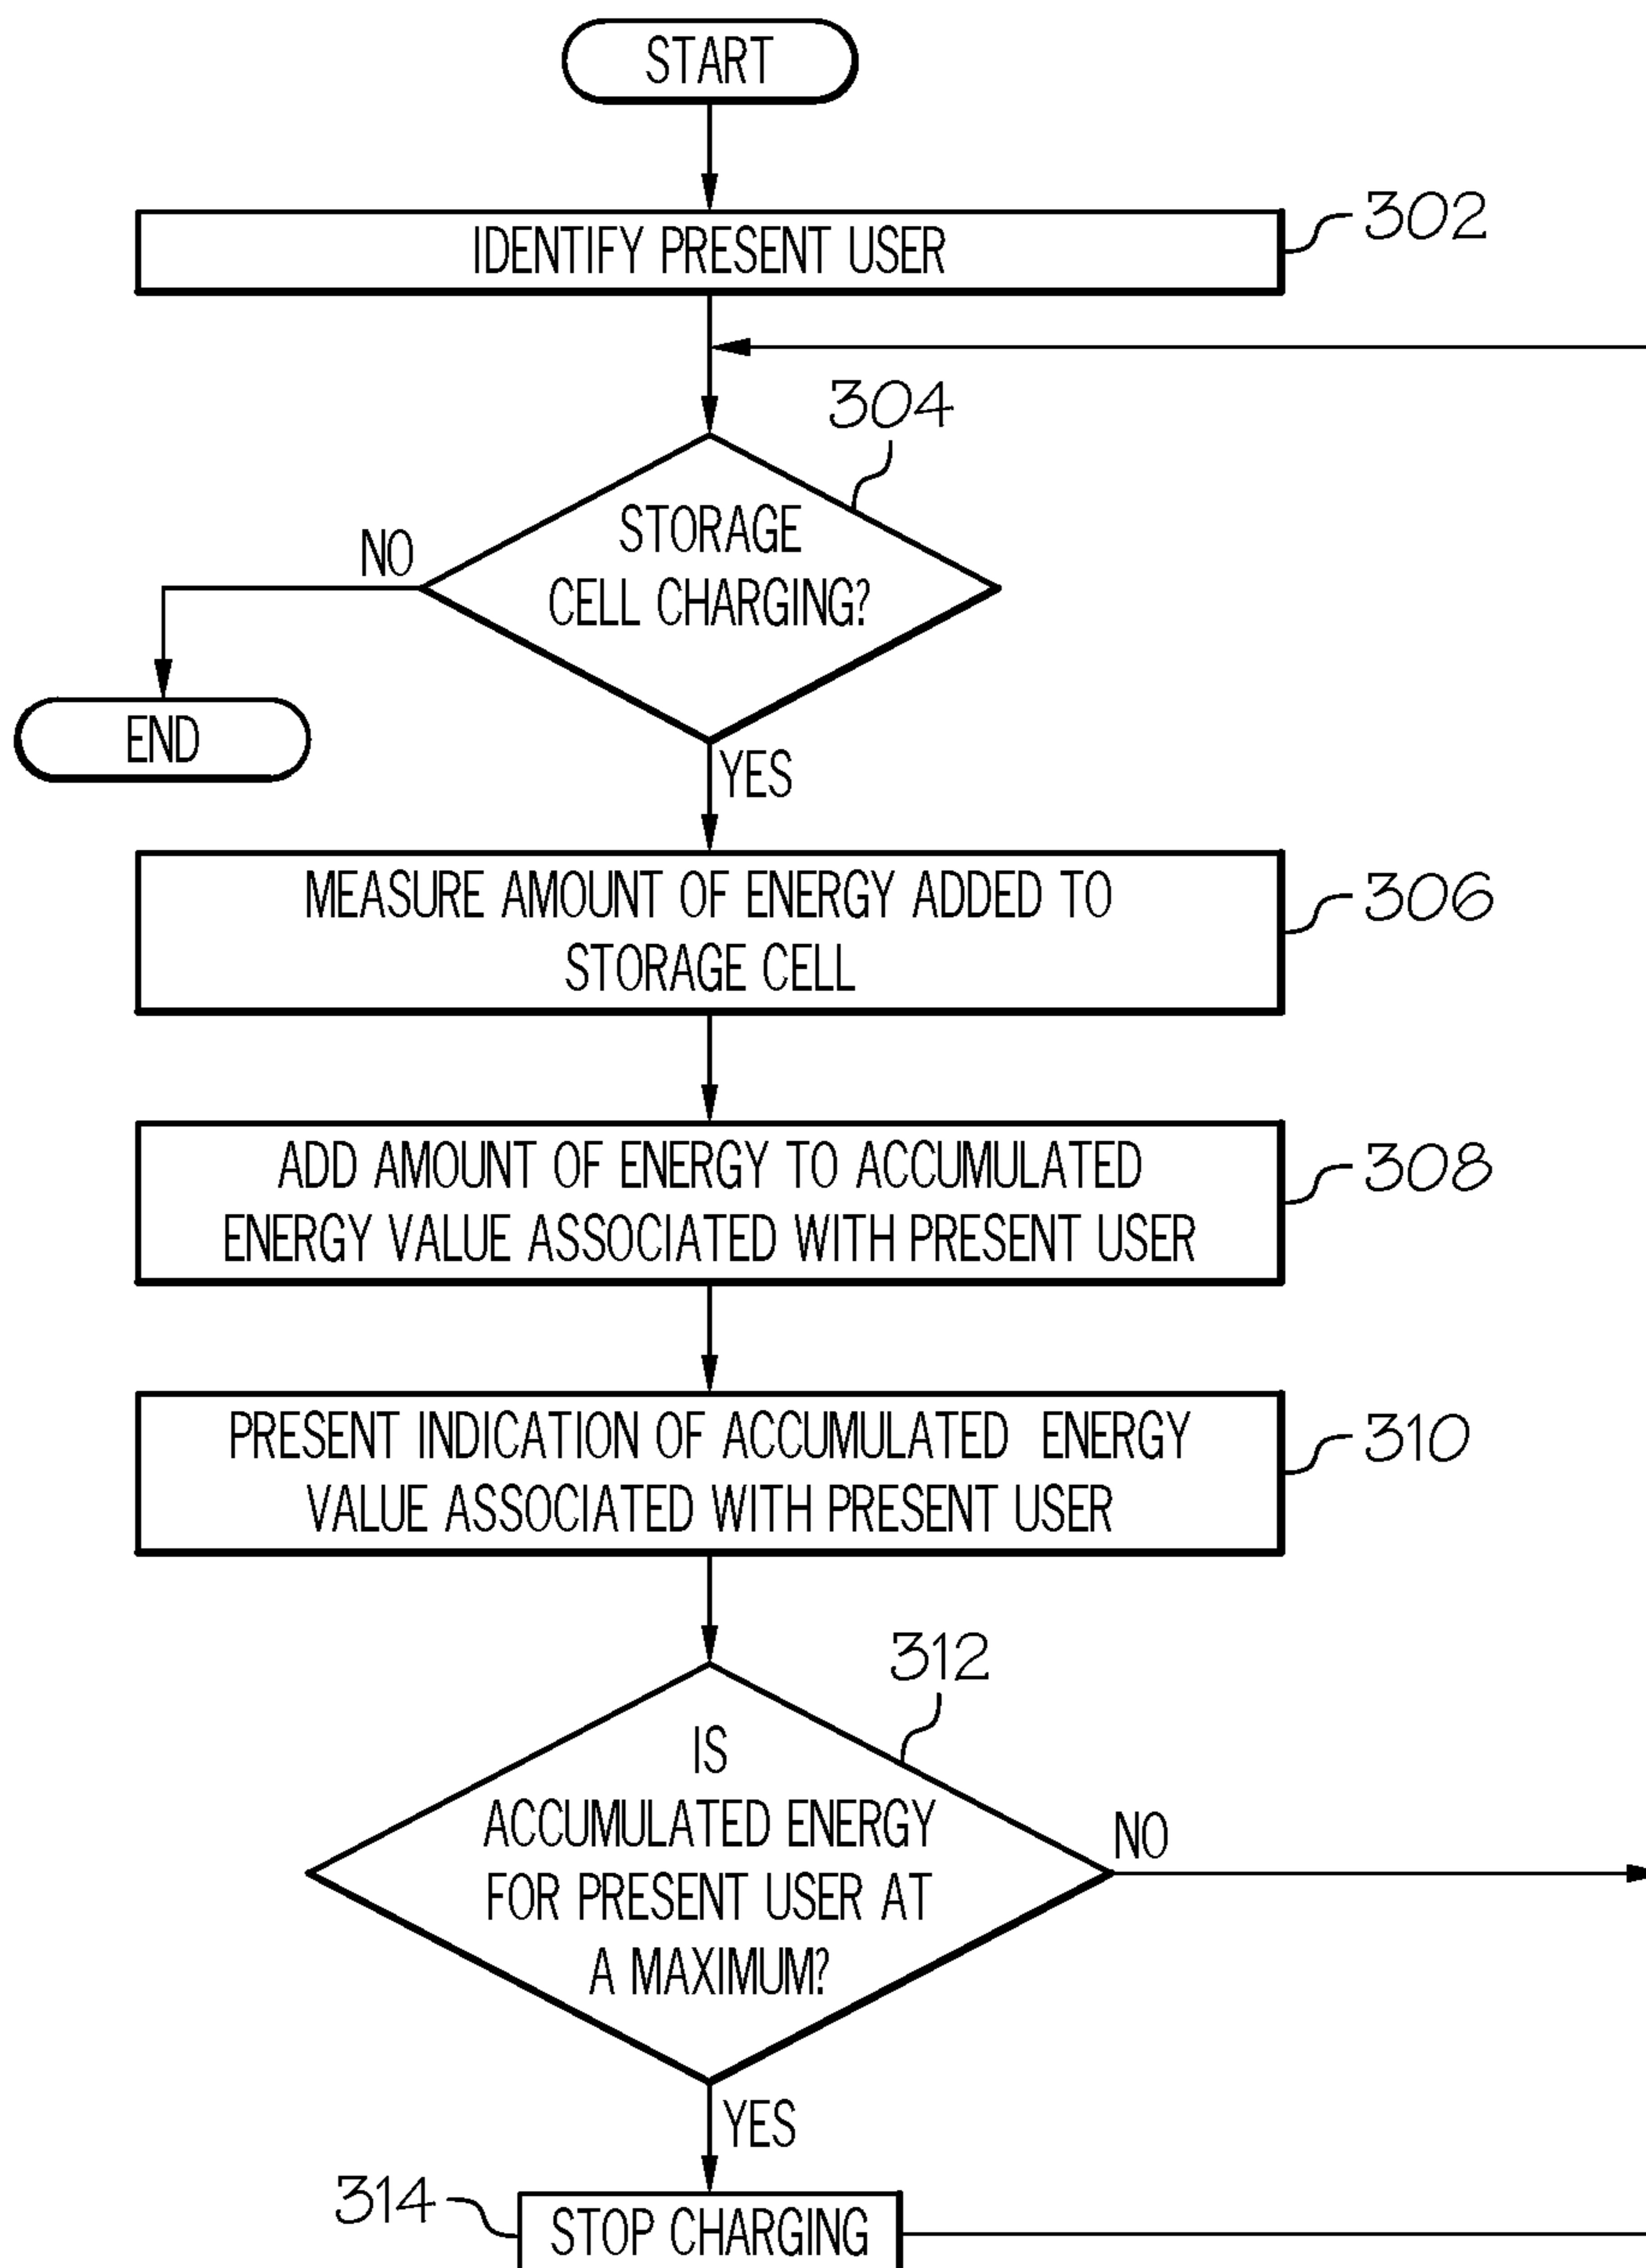 START
IDENTIFY PRESENT USER
302
304
STORAGE
CELL CHARGING?
NO
END
YES
MEASURE AMOUNT OF ENERGY ADDED TO
STORAGE CELL
306
ADD AMOUNT OF ENERGY TO ACCUMULATED
ENERGY VALUE ASSOCIATED WITH PRESENT USER
308
PRESENT INDICATION OF ACCUMULATED ENERGY
VALUE ASSOCIATED WITH PRESENT USER
310
312
IS
ACCUMULATED ENERGY
FOR PRESENT USER AT
A MAXIMUM?
NO
YES
314
STOP CHARGING